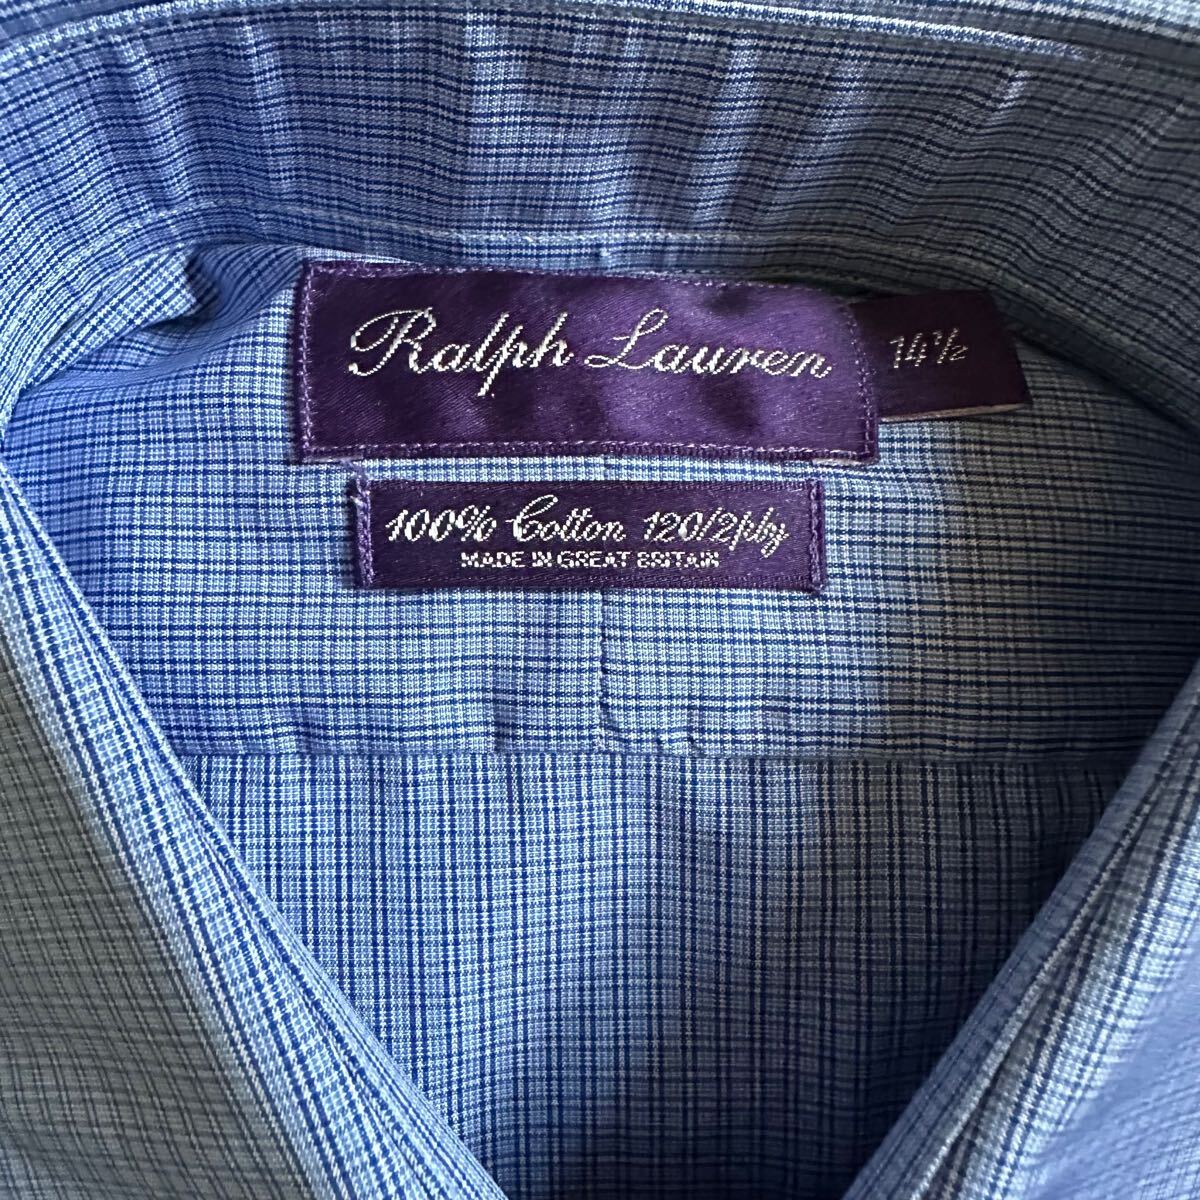 Ralph Lauren
14½
100% Cotton 120/2ply
MADE IN GREAT BRITAIN